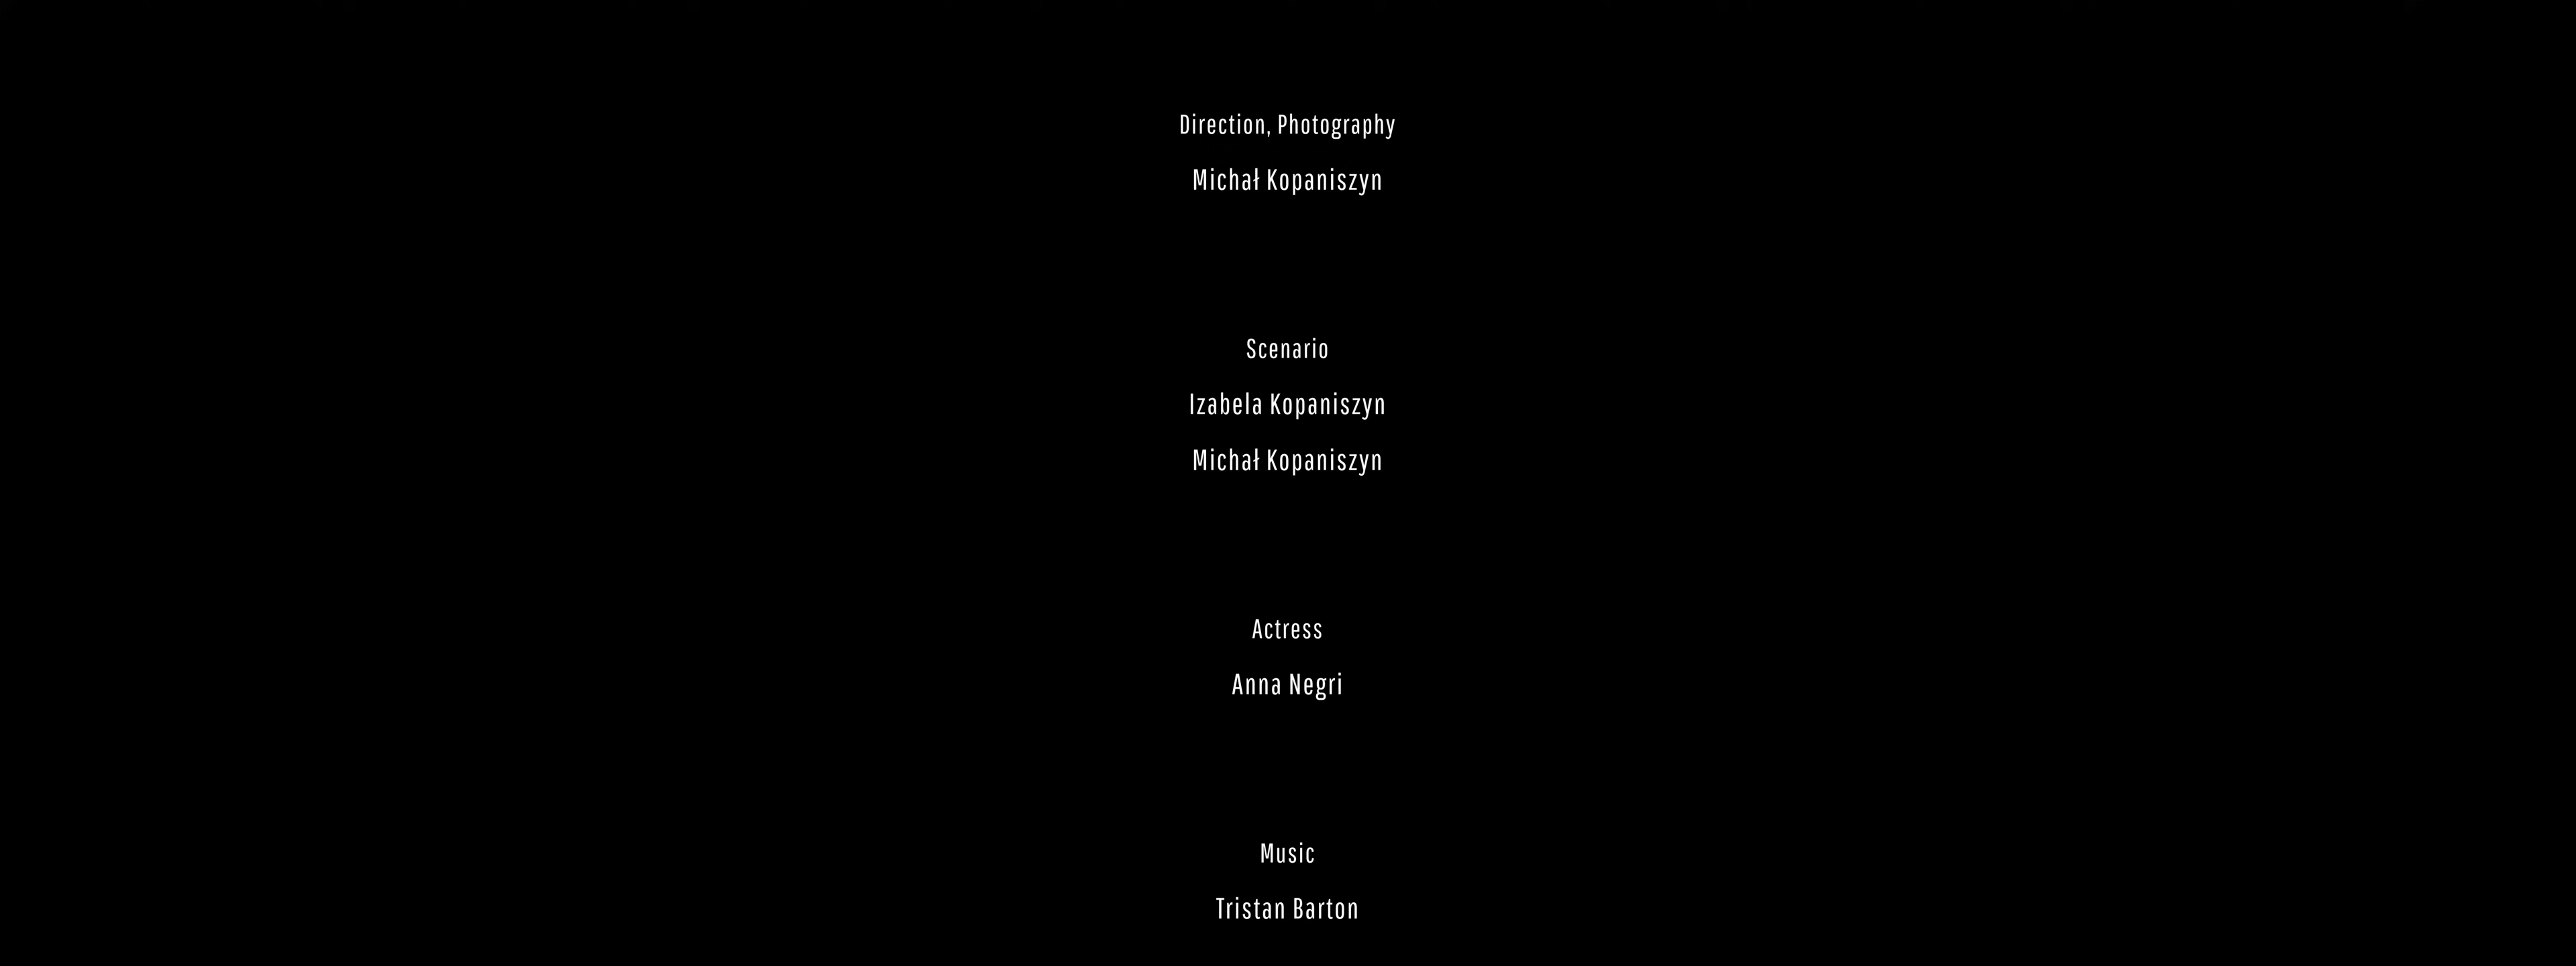 Direction, Photography
Michał Kopaniszyn
Scenario
Izabela Kopaniszyn
Michał Kopaniszyn
Actress
Anna Negri
Music
Tristan Barton